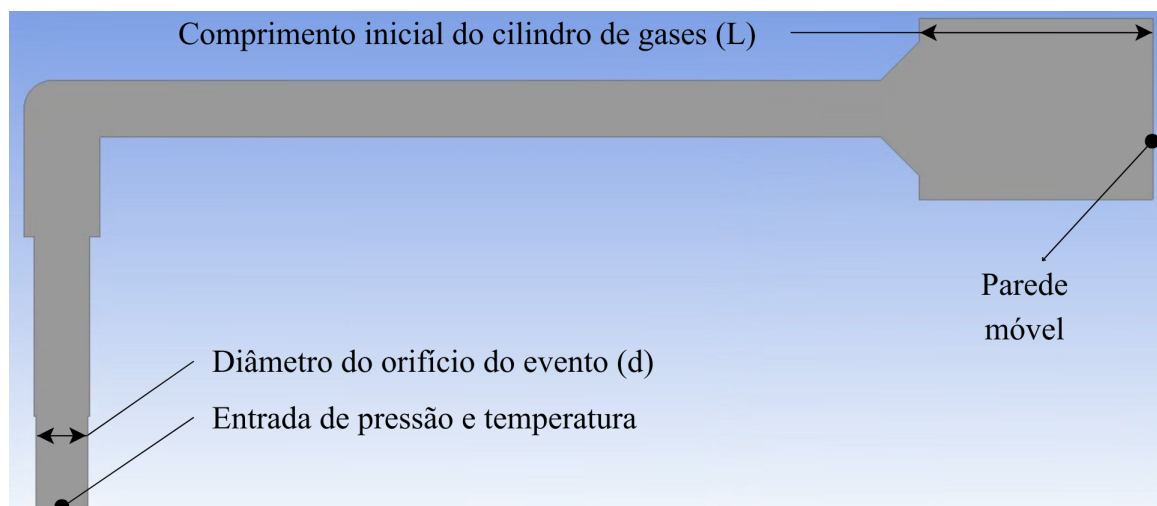 Comprimento inicial do cilindro de gases (L)
Parede
móvel
Diâmetro do orifício do evento (d)
Entrada de pressão e temperatura